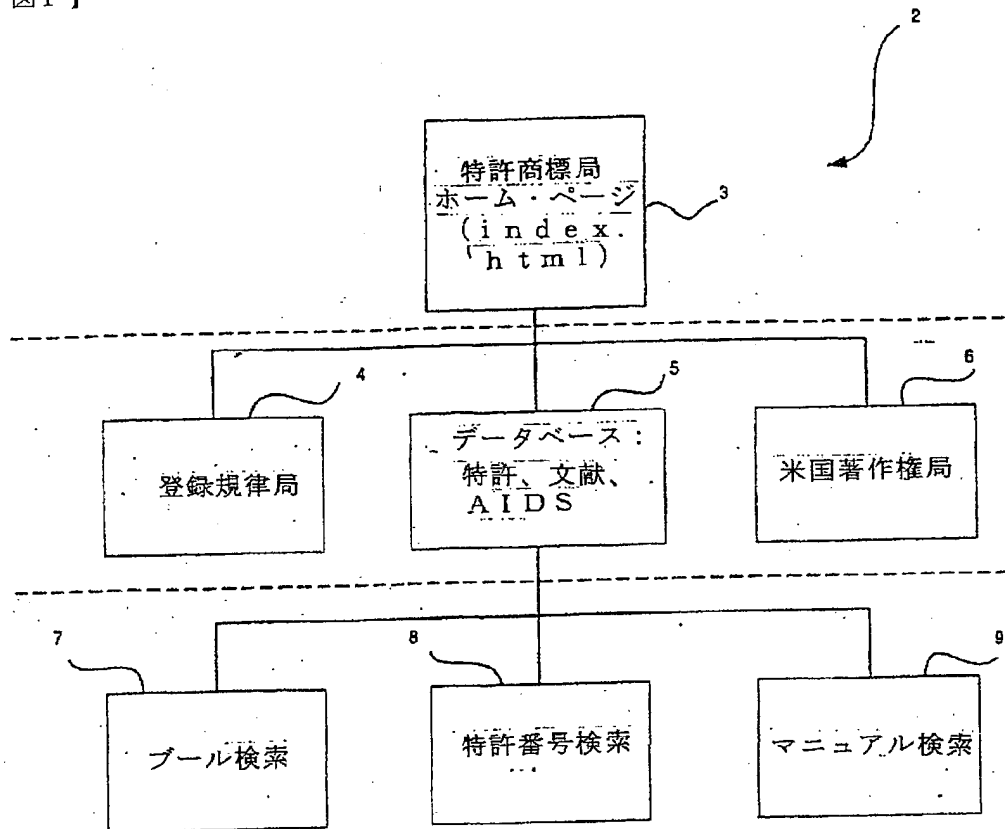 図1】
2
特許商標局
ホーム・ページ
(index.
html)
3
4
5
6
登録規律局
データベース：
特許、文献、
AIDS
米国著作権局
7
8
9
ブール検索
特許番号検索
マニュアル検索